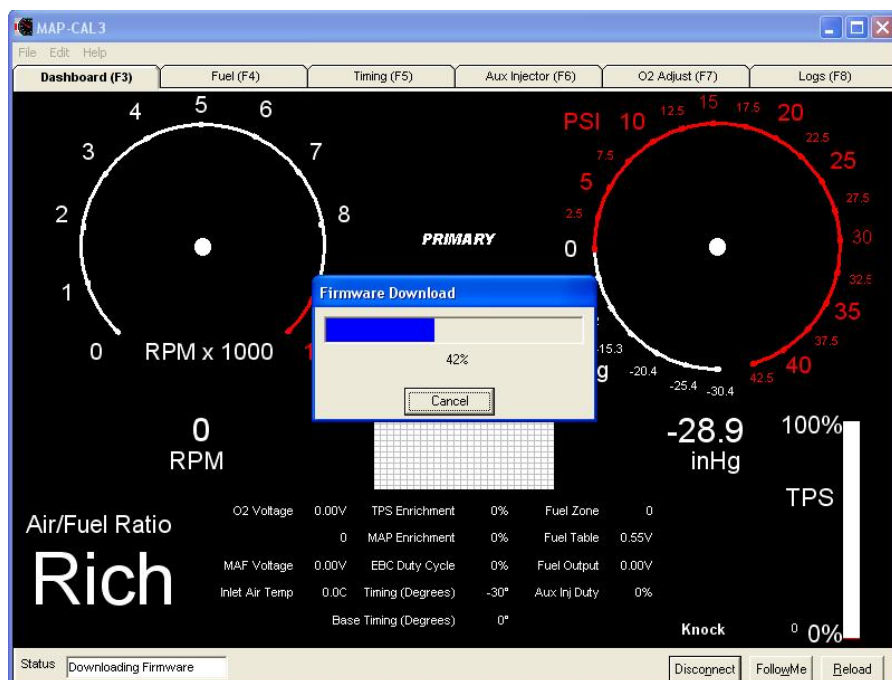 MAP-CAL3
File Edit Help
Dashboard (F3) Fuel (F4) Timing (F5) Aux Injector (F6) O2 Adjust (F7) Logs (F8)
0 1 2 3 4 5 6 7 8
RPM x 1000
0
RPM
PRIMARY
PSI
0 2.5 5 7.5 10 12.5 15 17.5 20 22.5 25 27.5 30 32.5 35 37.5 40 42.5
-15.3 -20.4 -25.4 -30.4
-28.9
inHg
Firmware Download
42%
Cancel
100%
TPS
0%
Air/Fuel Ratio
Rich
O2 Voltage 0.00V TPS Enrichment 0% Fuel Zone 0
0 MAP Enrichment 0% Fuel Table 0.55V
MAF Voltage 0.00V EBC Duty Cycle 0% Fuel Output 0.00V
Inlet Air Temp 0.0C Timing (Degrees) -30° Aux Inj Duty 0%
Base Timing (Degrees) 0°
Knock 0
Status Downloading Firmware
Disconnect FollowMe Reload